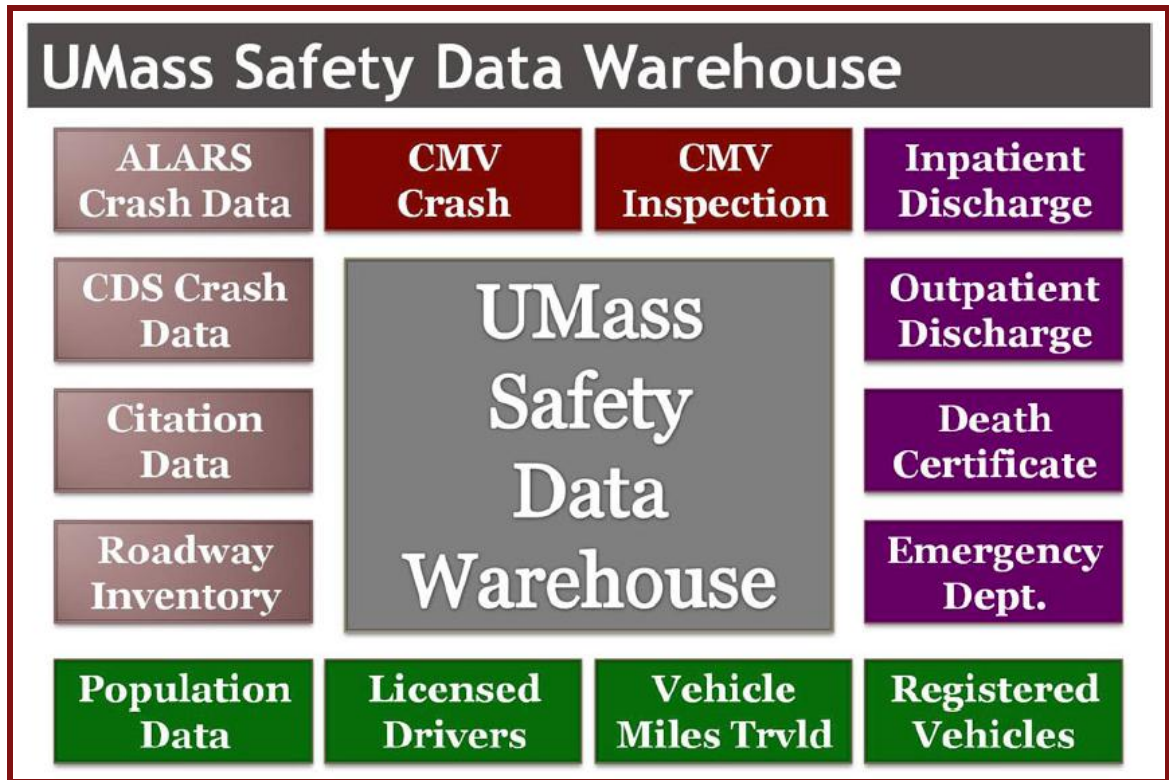 UMass Safety Data Warehouse
ALARS
Crash Data
CMV
Crash
CMV
Inspection
Inpatient
Discharge
CDS Crash
Data
UMass
Safety
Data
Warehouse
Outpatient
Discharge
Citation
Data
Death
Certificate
Roadway
Inventory
Emergency
Dept.
Population
Data
Licensed
Drivers
Vehicle
Miles Trvld
Registered
Vehicles